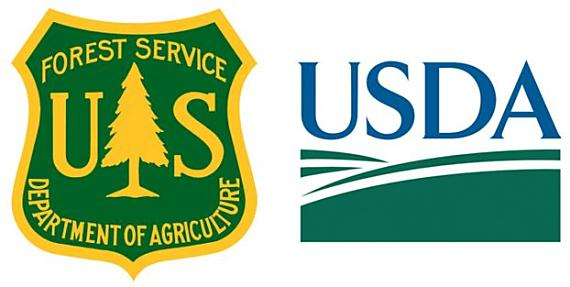 FOREST SERVICE
U S
DEPARTMENT OF AGRICULTURE
USDA